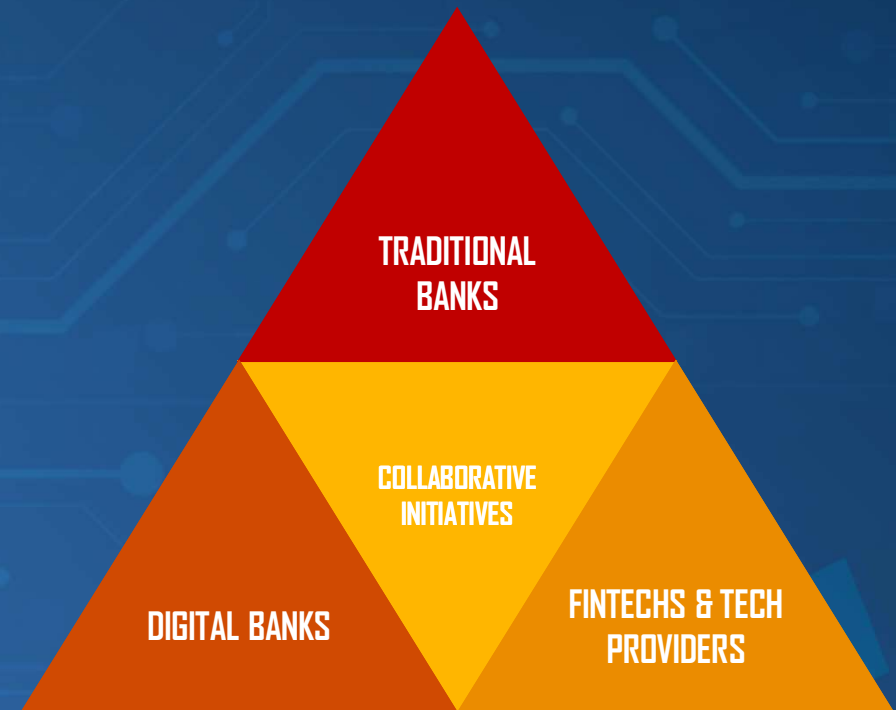 TRADITIONAL
BANKS
COLLABORATIVE
INITIATIVES
DIGITAL BANKS
FINTECHS & TECH
PROVIDERS